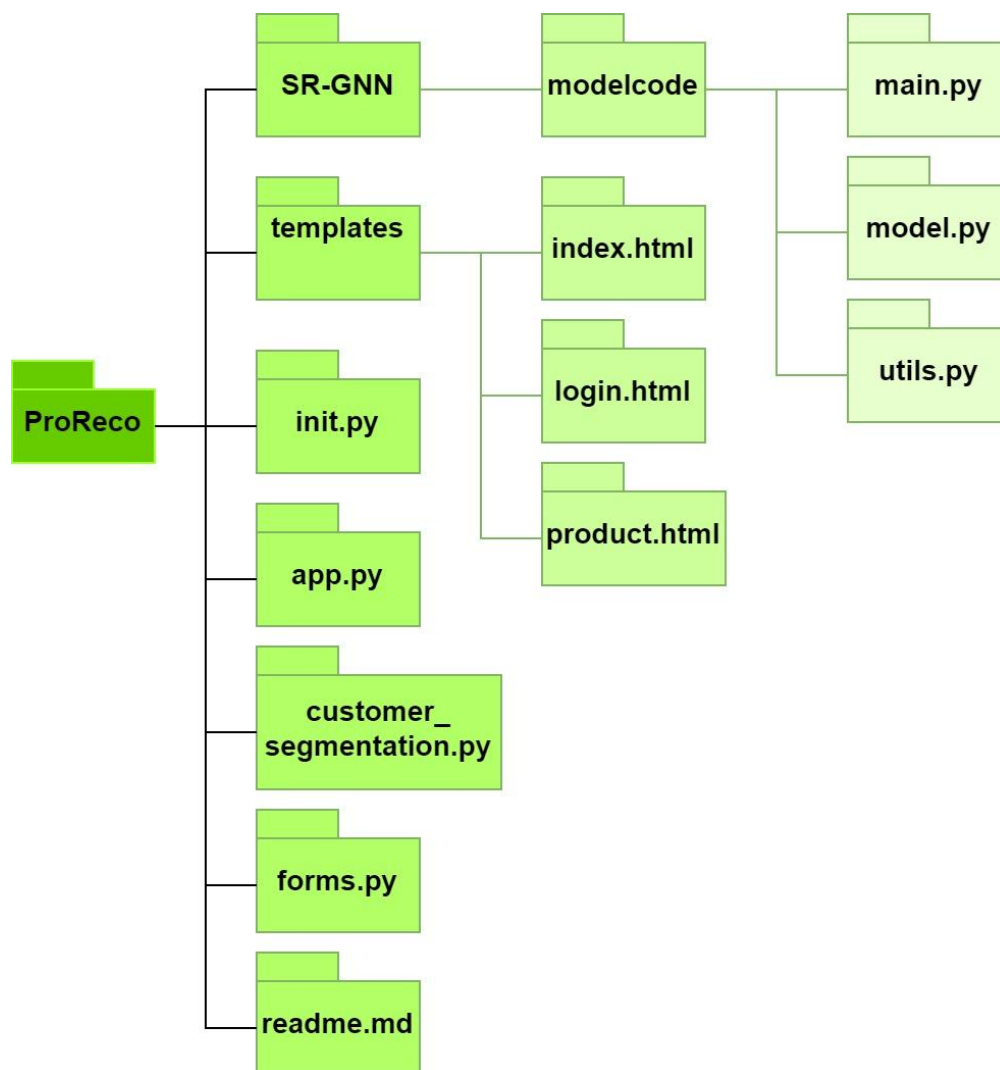 SR-GNN
modelcode
main.py
templates
index.html
model.py
login.html
utils.py
ProReco
init.py
product.html
app.py
customer_
segmentation.py
forms.py
readme.md